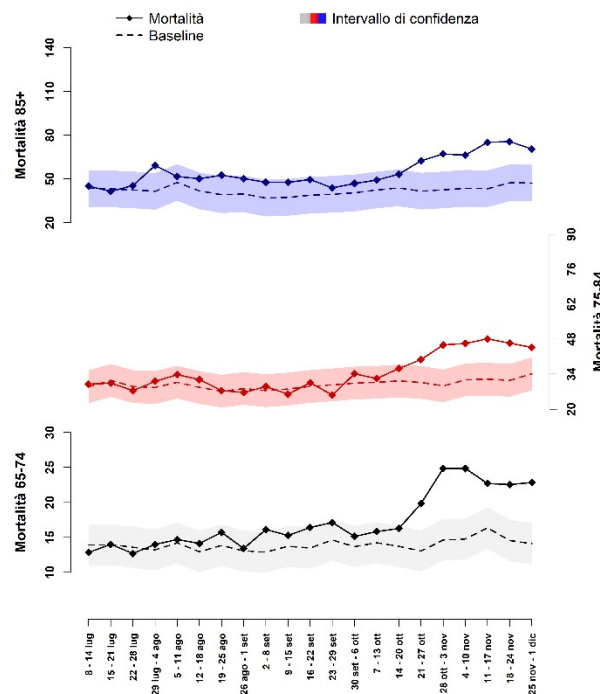 Mortalità
Baseline
Intervallo di confidenza
Mortalità 85+
140
110
80
50
20
Mortalità 75-84
90
76
62
48
34
20
Mortalità 65-74
30
25
20
15
10
8 - 14 lug
15 - 21 lug
22 - 28 lug
29 lug - 4 ago
5 - 11 ago
12 - 18 ago
19 - 25 ago
26 ago - 1 set
2 - 8 set
9 - 15 set
16 - 22 set
23 - 29 set
30 set - 6 ott
7 - 13 ott
14 - 20 ott
21 - 27 ott
28 ott - 3 nov
4 - 10 nov
11 - 17 nov
18 - 24 nov
25 nov - 1 dic